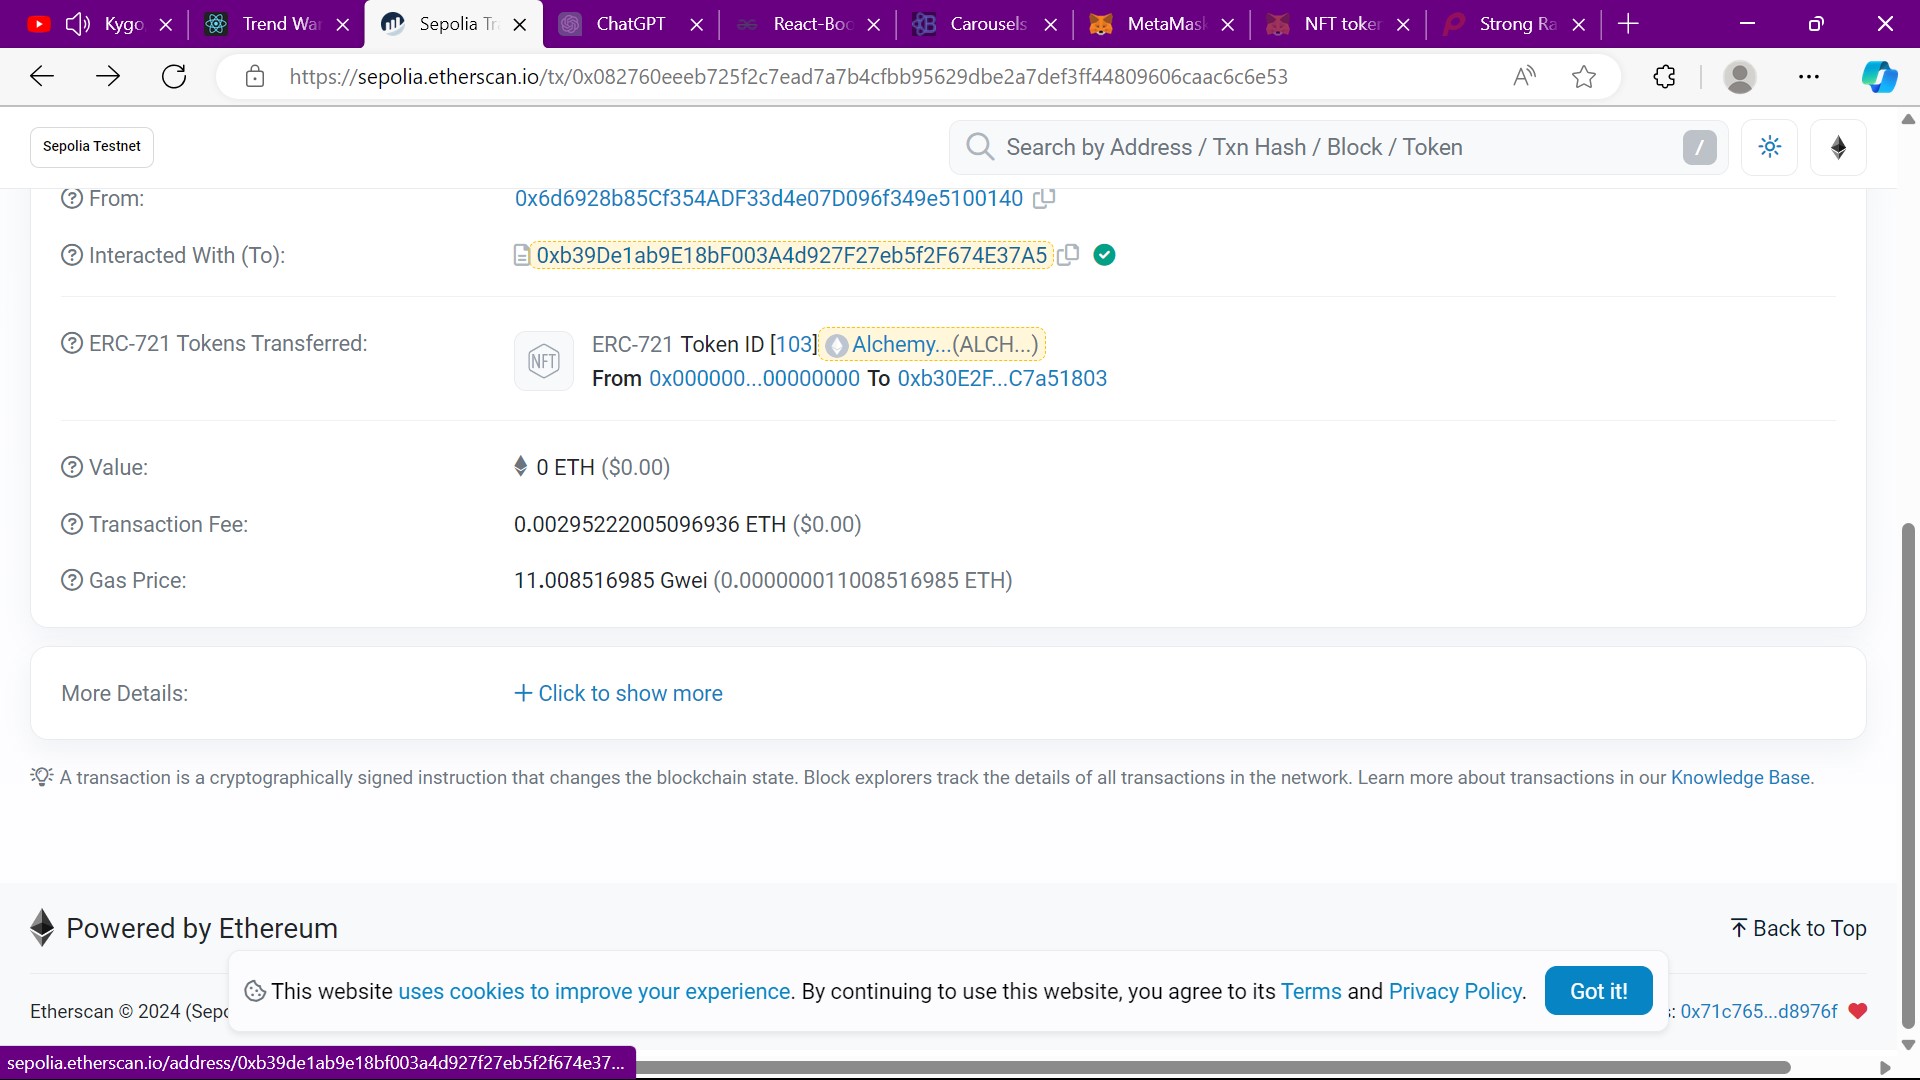 Kygo
Trend Wa
Sepolia Tr
ChatGPT
React-Boo
Carousels
MetaMas
NFT toke
Strong Ra
https://sepolia.etherscan.io/tx/0x082760eeeb725f2c7ead7a7b4cfbb95629dbe2a7def3ff44809606caac6c6e53
Sepolia Testnet
Search by Address / Txn Hash / Block / Token
/
From:
0x6d6928b85Cf354ADF33d4e07D096f349e5100140
Interacted With (To):
0xb39De1ab9E18bF003A4d927F27eb5f2F674E37A5
ERC-721 Tokens Transferred:
NFT
ERC-721 Token ID [103] Alchemy...(ALCH...)
From 0x000000...00000000 To 0xb30E2F...C7a51803
Value:
0 ETH ($0.00)
Transaction Fee:
0.00295222005096936 ETH ($0.00)
Gas Price:
11.008516985 Gwei (0.000000011008516985 ETH)
More Details:
+ Click to show more
A transaction is a cryptographically signed instruction that changes the blockchain state. Block explorers track the details of all transactions in the network. Learn more about transactions in our Knowledge Base.
Powered by Ethereum
Back to Top
This website uses cookies to improve your experience. By continuing to use this website, you agree to its Terms and Privacy Policy.
Got it!
Etherscan © 2024 (Sepo
: 0x71c765...d8976f
sepolia.etherscan.io/address/0xb39de1ab9e18bf003a4d927f27eb5f2f674e37...